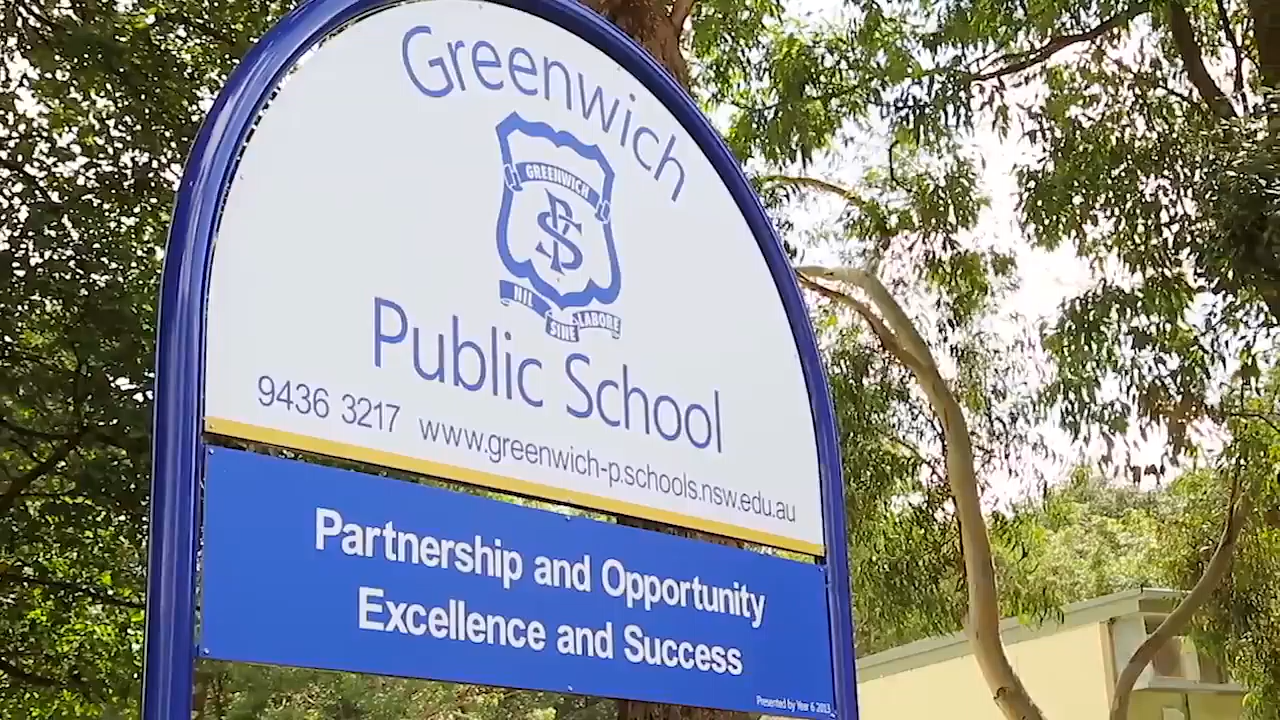 Greenwich
GREENWICH
PS
NIL
SINE LABORE
Public School
9436 3217 www.greenwich-p.schools.nsw.edu.au
Partnership and Opportunity
Excellence and Success
Presented by Year 6 2013